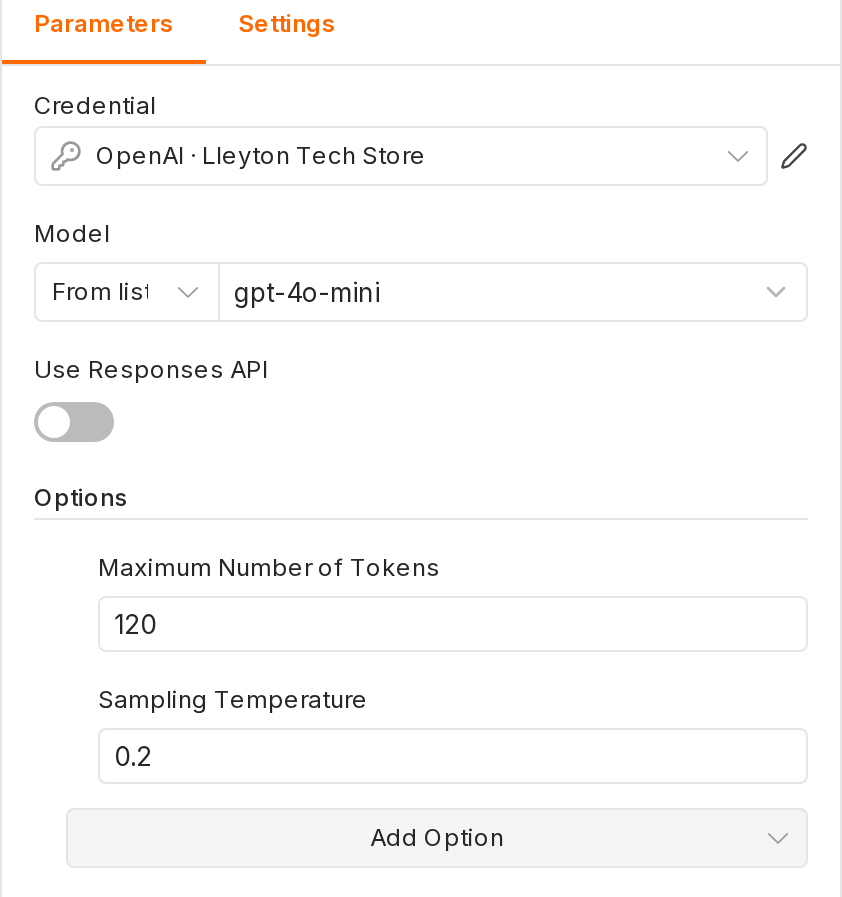 Parameters Settings
Credential
OpenAI · Lleyton Tech Store
Model
From list gpt-4o-mini
Use Responses API
Options
Maximum Number of Tokens
120
Sampling Temperature
0.2
Add Option